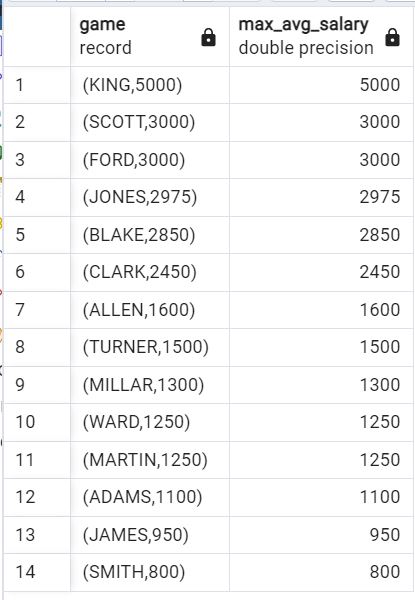 game record max_avg_salary double precision
1 (KING,5000) 5000
2 (SCOTT,3000) 3000
3 (FORD,3000) 3000
4 (JONES,2975) 2975
5 (BLAKE,2850) 2850
6 (CLARK,2450) 2450
7 (ALLEN,1600) 1600
8 (TURNER,1500) 1500
9 (MILLAR,1300) 1300
10 (WARD,1250) 1250
11 (MARTIN,1250) 1250
12 (ADAMS,1100) 1100
13 (JAMES,950) 950
14 (SMITH,800) 800